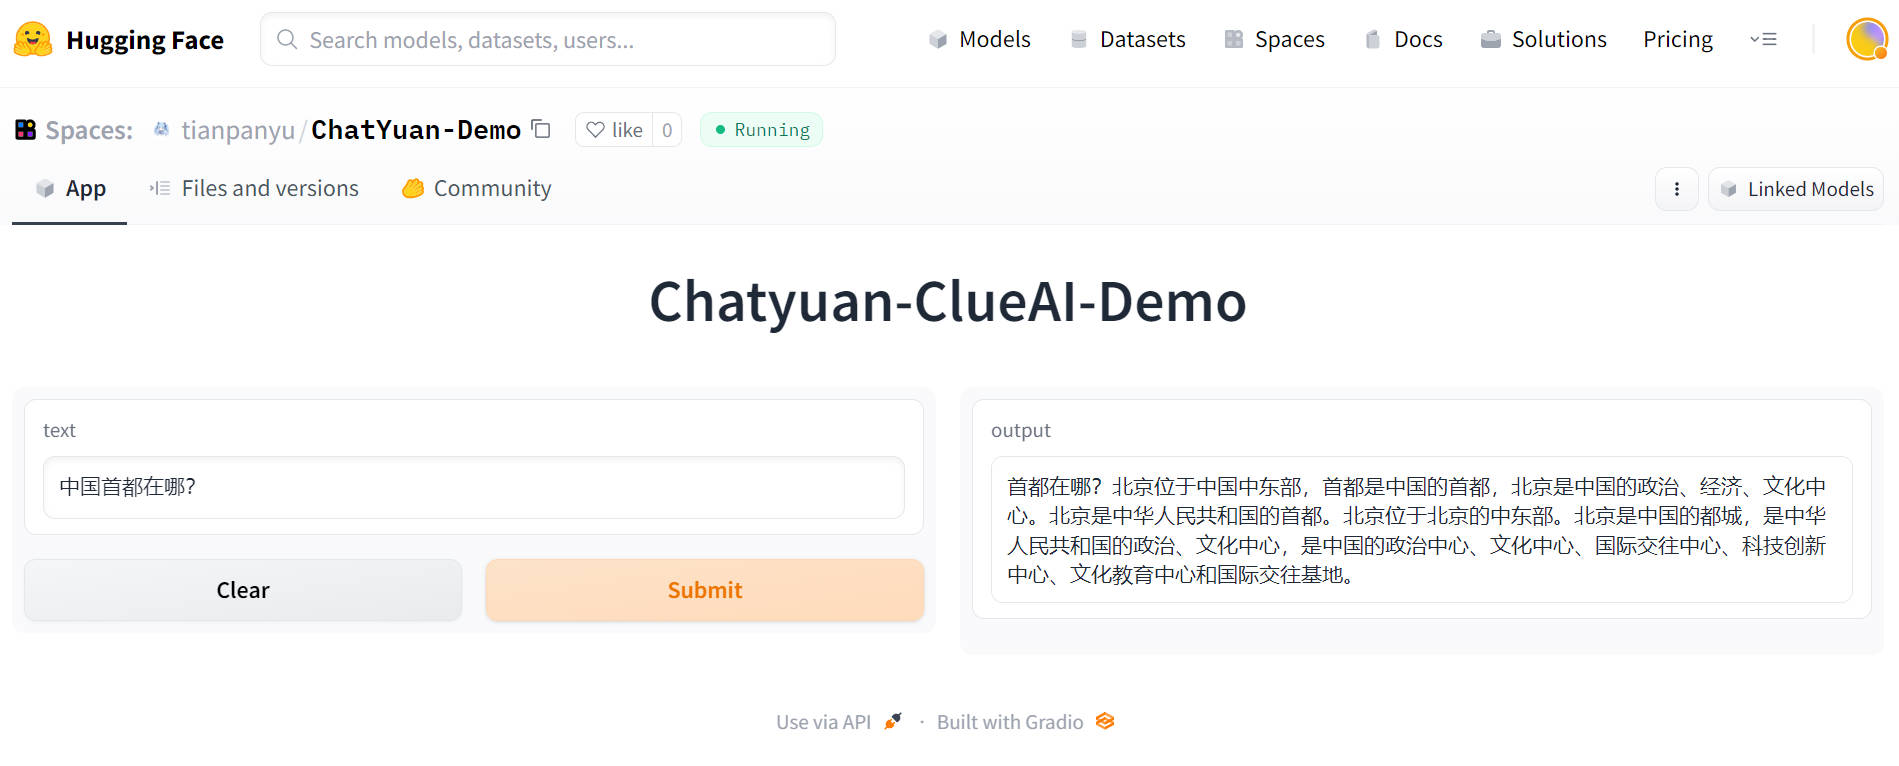 Hugging Face
Search models, datasets, users...
Models
Datasets
Spaces
Docs
Solutions
Pricing
Spaces:
tianpanyu/ChatYuan-Demo
like 0
Running
App
Files and versions
Community
Linked Models
Chatyuan-ClueAI-Demo
text
中国首都在哪？
Clear
Submit
output
首都在哪？北京位于中国中东部，首都是中国的首都，北京是中国的政治、经济、文化中
心。北京是中华人民共和国的首都。北京位于北京的中东部。北京是中国的都城，是中华
人民共和国的政治、文化中心，是中国的政治中心、文化中心、国际交往中心、科技创新
中心、文化教育中心和国际交往基地。
Use via API
·
Built with Gradio